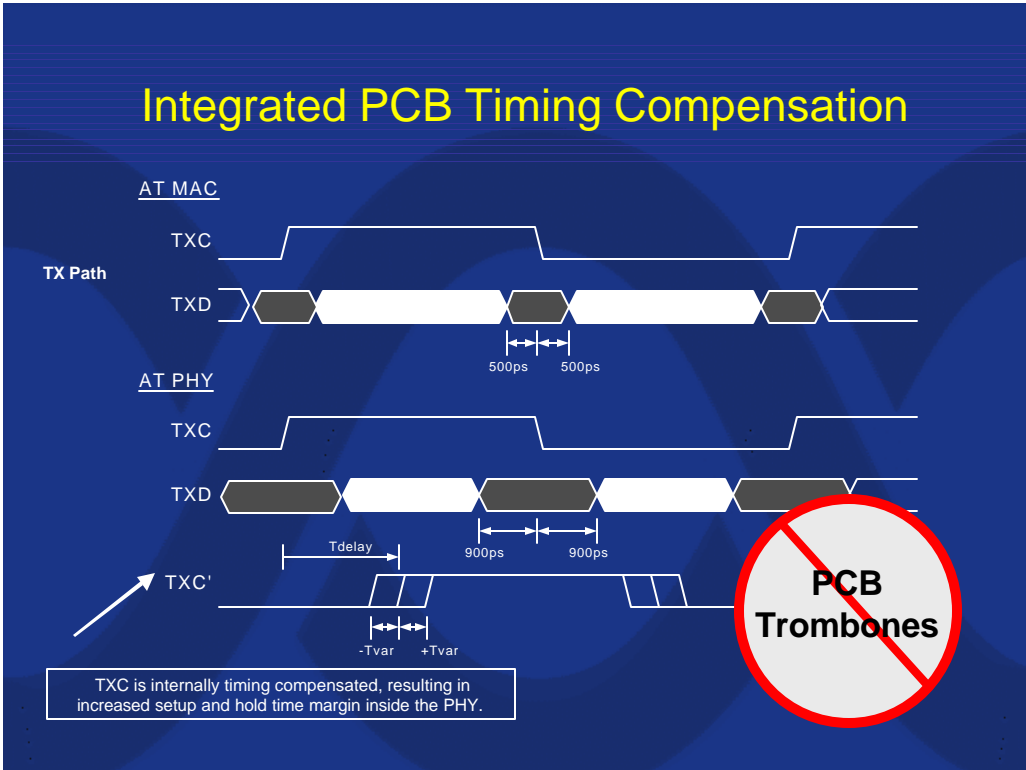 Integrated PCB Timing Compensation
AT MAC
TXC
TX Path
TXD
500ps 500ps
AT PHY
TXC
TXD
900ps 900ps
Tdelay
TXC'
-Tvar +Tvar
PCB
Trombones
TXC is internally timing compensated, resulting in
increased setup and hold time margin inside the PHY.